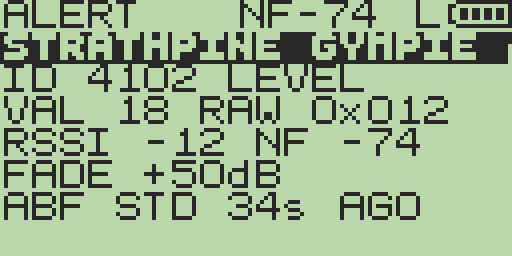 ALERT NF-74 L
STRATHPINE GYMPIE
ID 4102 LEVEL
VAL 18 RAW 0x012
RSSI -12 NF -74
FADE +50dB
ABF STD 34s AGO